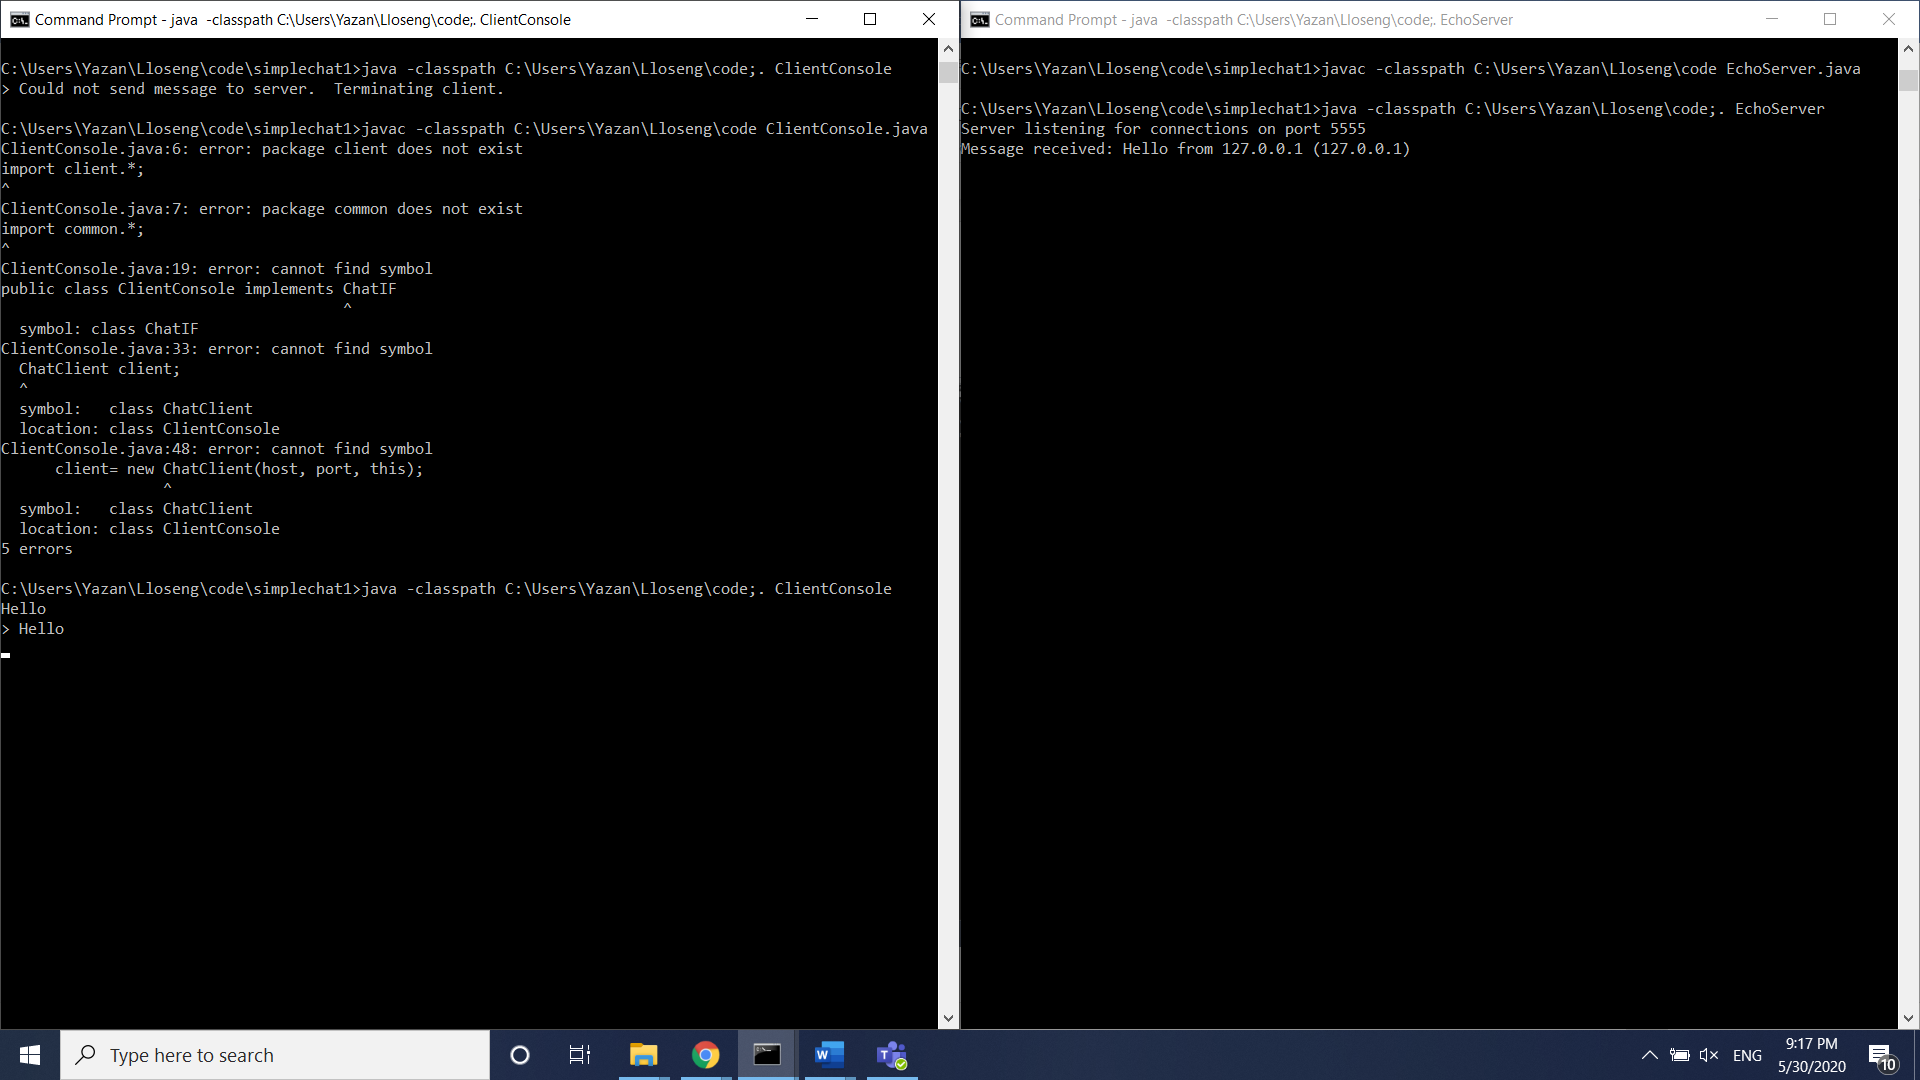 Command Prompt - java  -classpath C:\Users\Yazan\Lloseng\code;. ClientConsole
C:\Users\Yazan\Lloseng\code\simplechat1>java -classpath C:\Users\Yazan\Lloseng\code;. ClientConsole
> Could not send message to server.  Terminating client.
C:\Users\Yazan\Lloseng\code\simplechat1>javac -classpath C:\Users\Yazan\Lloseng\code ClientConsole.java
ClientConsole.java:6: error: package client does not exist
import client.*;
^
ClientConsole.java:7: error: package common does not exist
import common.*;
^
ClientConsole.java:19: error: cannot find symbol
public class ClientConsole implements ChatIF
                                      ^
  symbol: class ChatIF
ClientConsole.java:33: error: cannot find symbol
  ChatClient client;
  ^
  symbol:   class ChatClient
  location: class ClientConsole
ClientConsole.java:48: error: cannot find symbol
      client= new ChatClient(host, port, this);
                  ^
  symbol:   class ChatClient
  location: class ClientConsole
5 errors
C:\Users\Yazan\Lloseng\code\simplechat1>java -classpath C:\Users\Yazan\Lloseng\code;. ClientConsole
Hello
> Hello
Command Prompt - java  -classpath C:\Users\Yazan\Lloseng\code;. EchoServer
C:\Users\Yazan\Lloseng\code\simplechat1>javac -classpath C:\Users\Yazan\Lloseng\code EchoServer.java
C:\Users\Yazan\Lloseng\code\simplechat1>java -classpath C:\Users\Yazan\Lloseng\code;. EchoServer
Server listening for connections on port 5555
Message received: Hello from 127.0.0.1 (127.0.0.1)
Type here to search
ENG
9:17 PM
5/30/2020
10